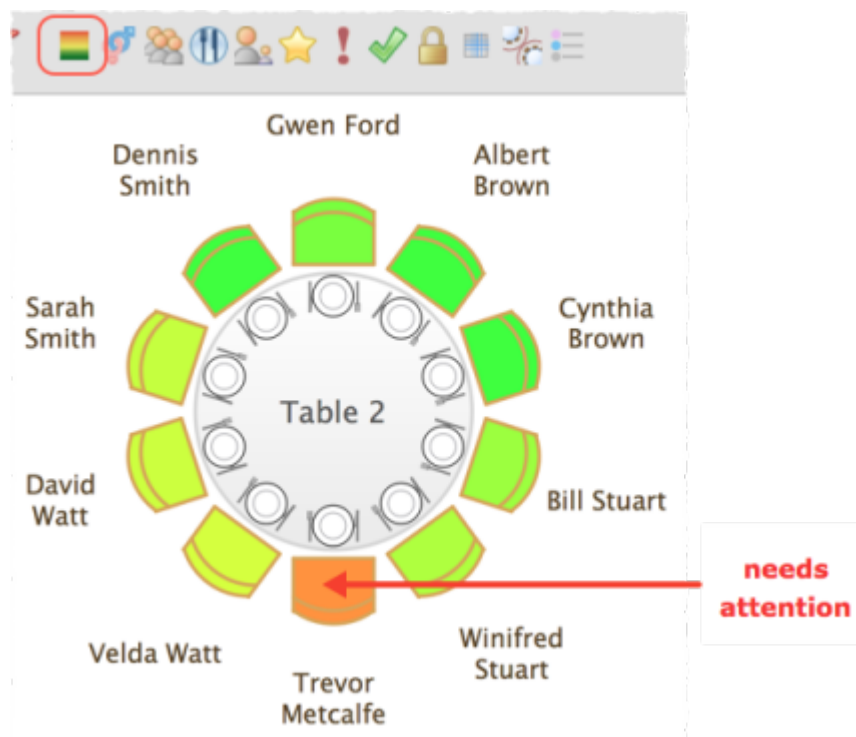 Gwen Ford
Dennis
Smith
Albert
Brown
Sarah
Smith
Cynthia
Brown
Table 2
David
Watt
Bill Stuart
needs
attention
Velda Watt
Winifred
Stuart
Trevor
Metcalfe